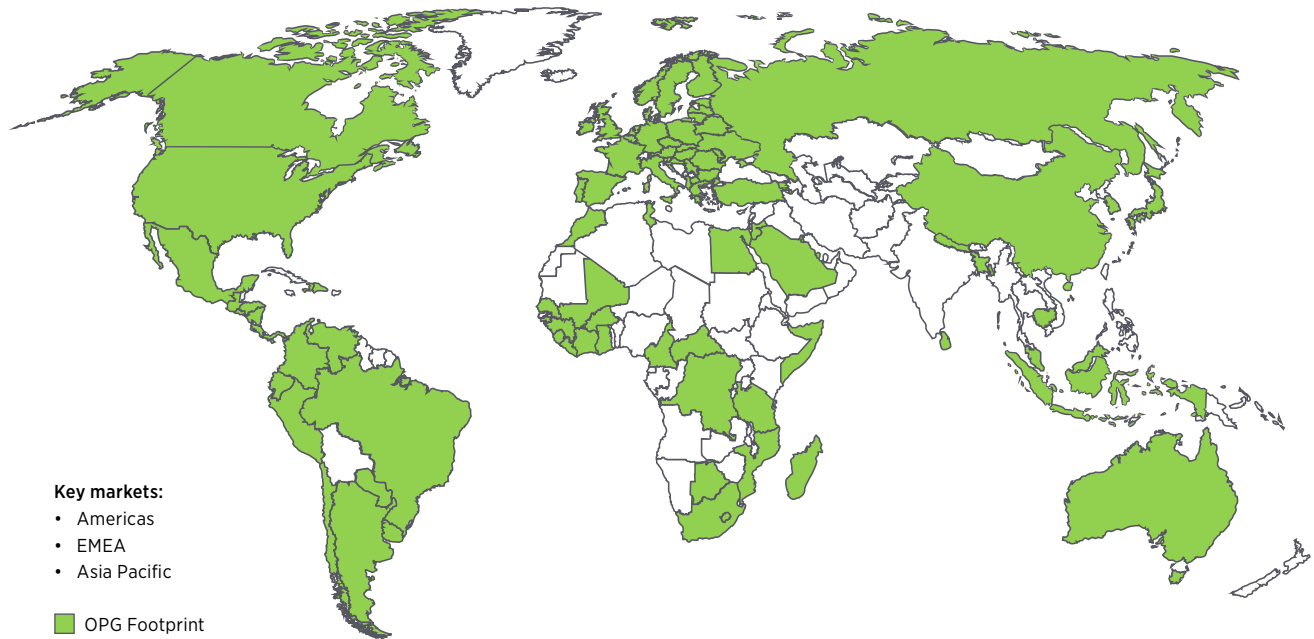 Key markets:
• Americas
• EMEA
• Asia Pacific
OPG Footprint